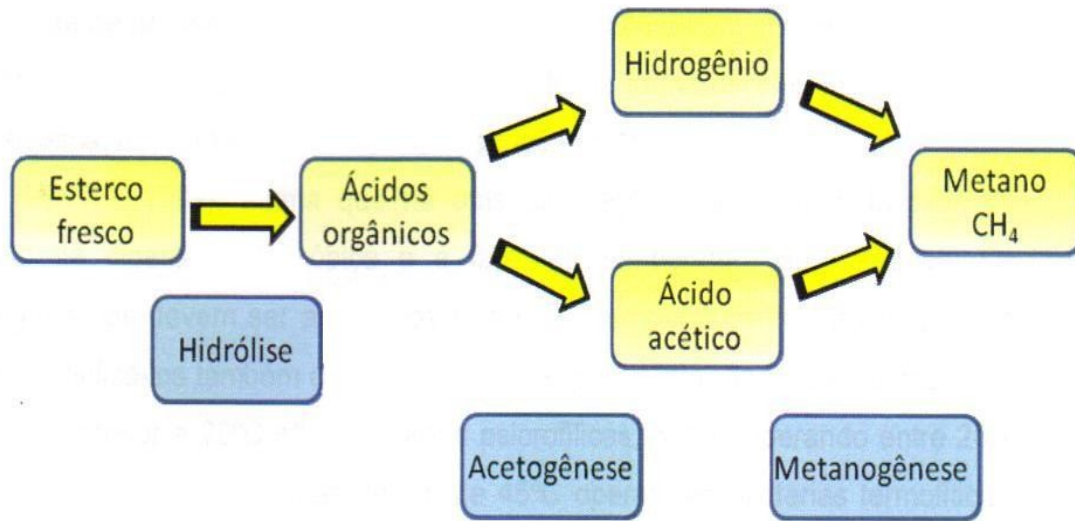 Hidrogênio
Esterco
fresco
Ácidos
orgânicos
Metano
CH₄
Ácido
acético
Hidrólise
Acetogênese
Metanogênese